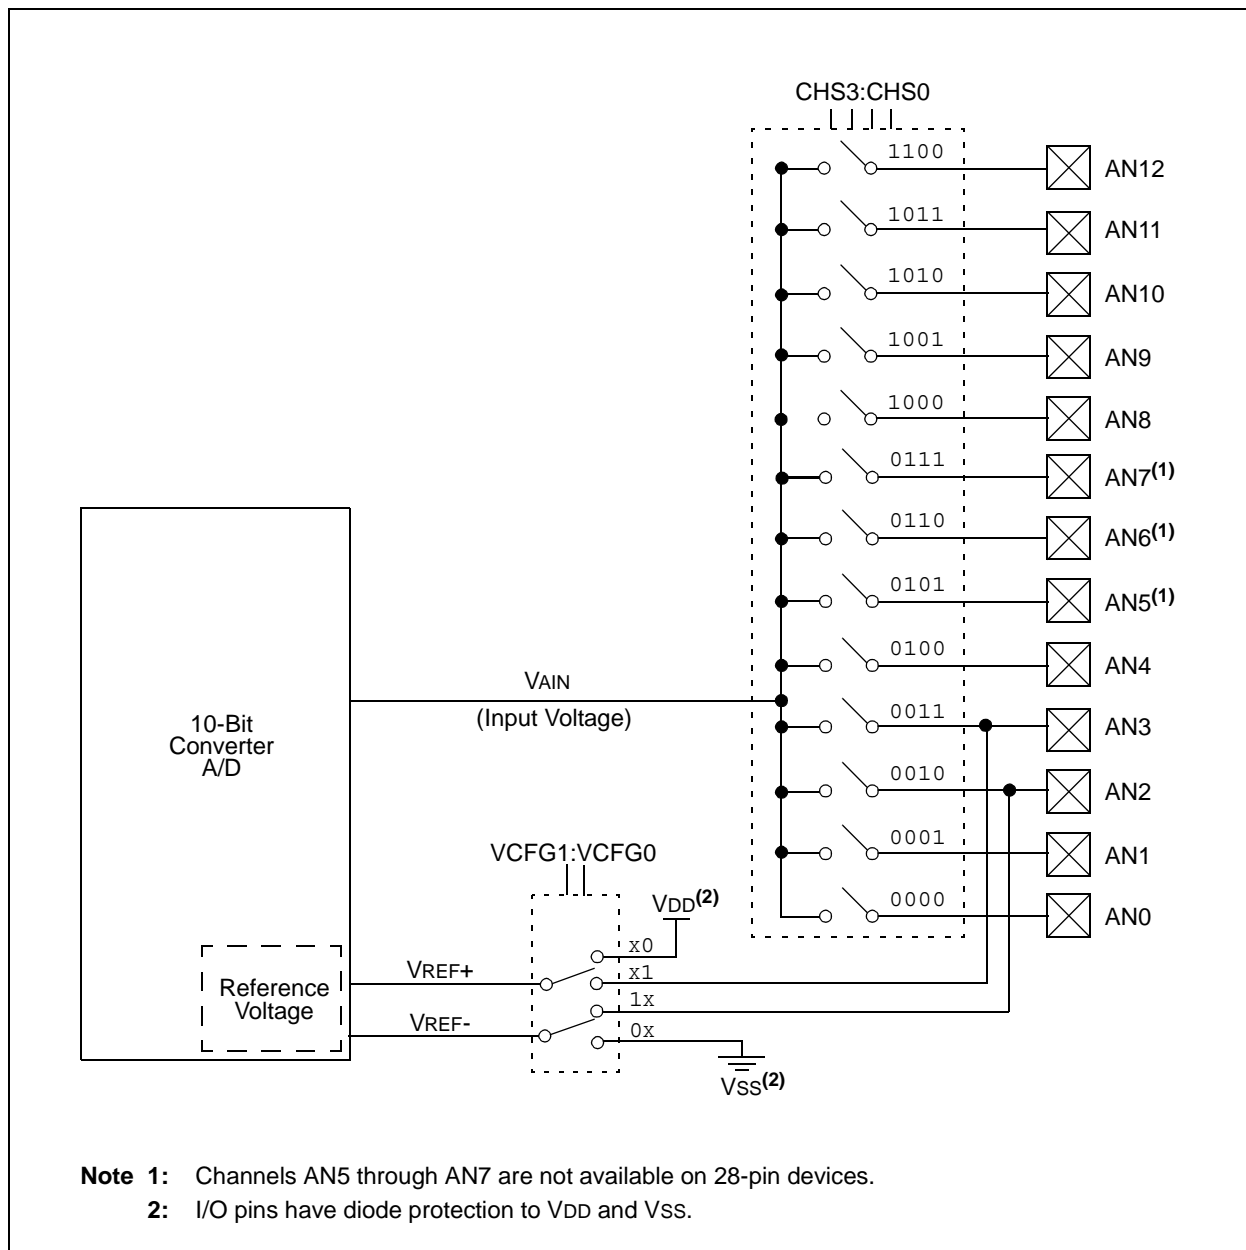 CHS3:CHS0
1100
AN12
1011
AN11
1010
AN10
1001
AN9
1000
AN8
0111
AN7(1)
0110
AN6(1)
0101
AN5(1)
0100
AN4
VAIN
(Input Voltage)
0011
AN3
10-Bit
Converter
A/D
0010
AN2
0001
AN1
VCFG1:VCFG0
0000
AN0
VDD(2)
x0
VREF+
x1
Reference
Voltage
1x
VREF-
0x
VSS(2)
Note 1: Channels AN5 through AN7 are not available on 28-pin devices.
2: I/O pins have diode protection to VDD and VSS.